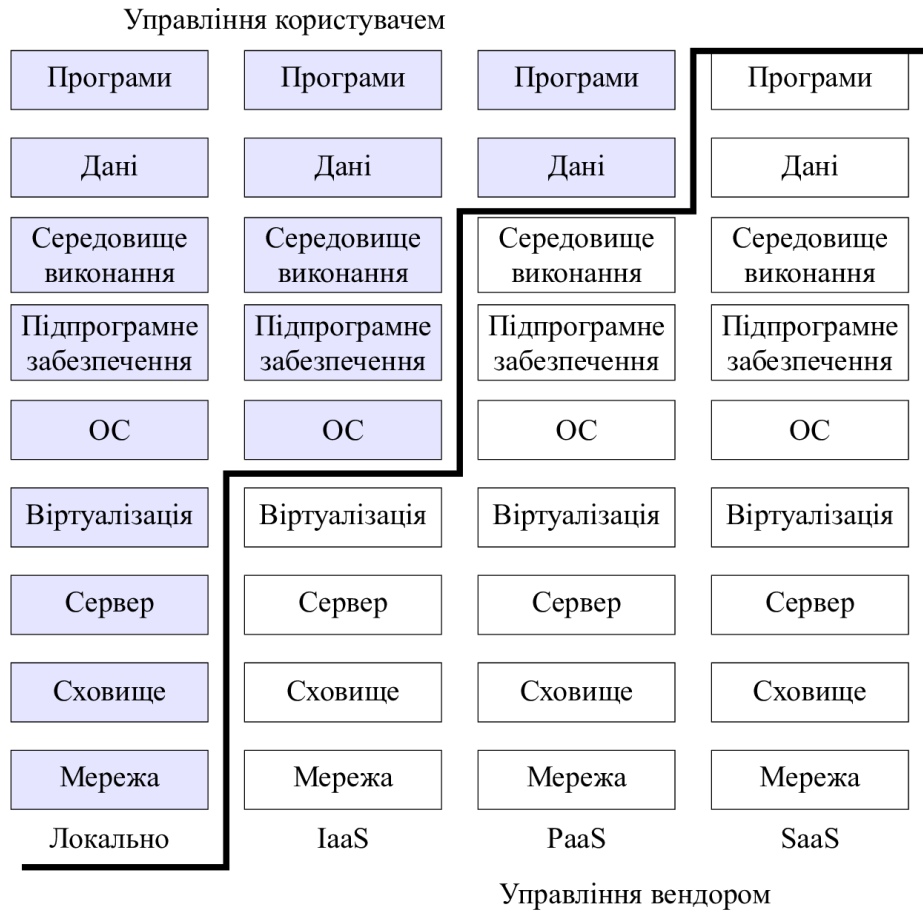 Управління користувачем
Програми Програми Програми Програми
Дані Дані Дані Дані
Середовище Середовище Середовище Середовище
виконання виконання виконання виконання
Підпрограмне Підпрограмне Підпрограмне Підпрограмне
забезпечення забезпечення забезпечення забезпечення
ОС ОС ОС ОС
Віртуалізація Віртуалізація Віртуалізація Віртуалізація
Сервер Сервер Сервер Сервер
Сховище Сховище Сховище Сховище
Мережа Мережа Мережа Мережа
Локально IaaS PaaS SaaS
Управління вендором